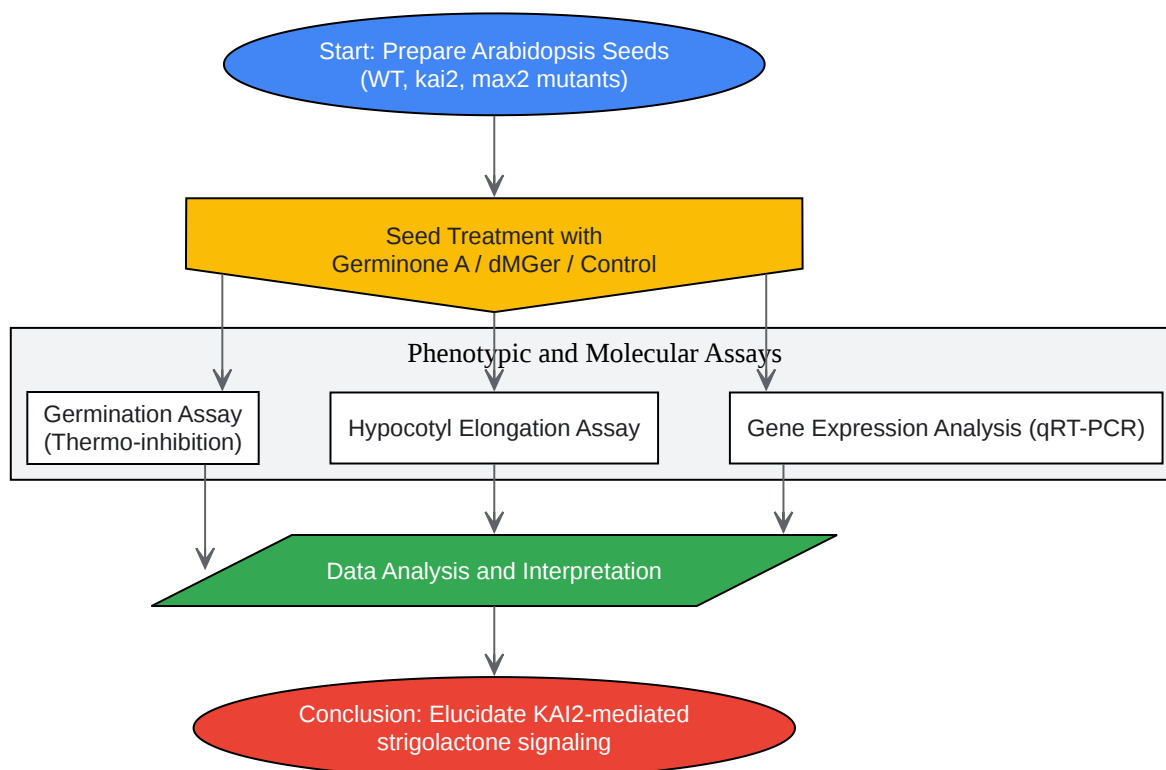 Start: Prepare Arabidopsis Seeds
(WT, kai2, max2 mutants)
Seed Treatment with
Germinone A / dMGer / Control
Phenotypic and Molecular Assays
Germination Assay
(Thermo-inhibition)
Hypocotyl Elongation Assay
Gene Expression Analysis (qRT-PCR)
Data Analysis and Interpretation
Conclusion: Elucidate KAI2-mediated
strigolactone signaling